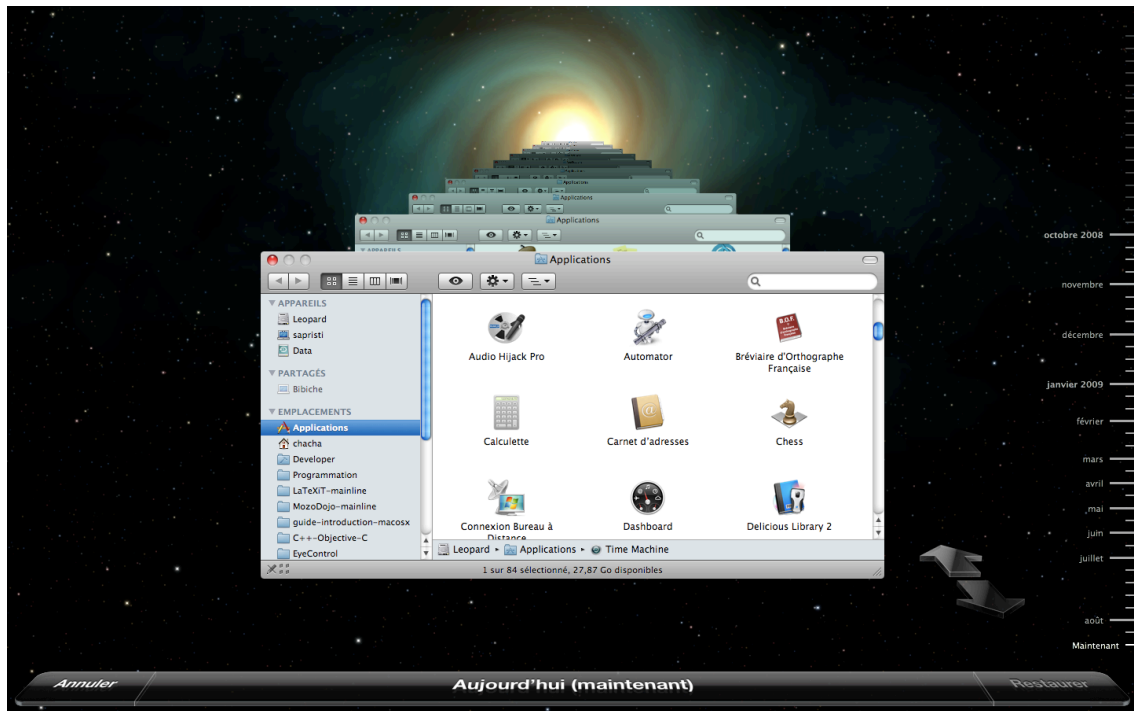 Applications
Applications
Applications
Applications
APPAREILS
Leopard
sapristi
Data
PARTAGÉS
Bibiche
EMPLACEMENTS
Applications
chacha
Developer
Programmation
LaTeXiT-mainline
MozoDojo-mainline
guide-introduction-macosx
C++-Objective-C
EyeControl
Audio Hijack Pro
Automator
Bréviaire d'Orthographe
Française
B.O.F.
Calculette
Carnet d'adresses
Chess
Connexion Bureau à
Distance
Dashboard
Delicious Library 2
Leopard ▸ Applications ▸ Time Machine
1 sur 84 sélectionné, 27,87 Go disponibles
octobre 2008
novembre
décembre
janvier 2009
février
mars
avril
mai
juin
juillet
août
Maintenant
Annuler
Aujourd'hui (maintenant)
Restaurer